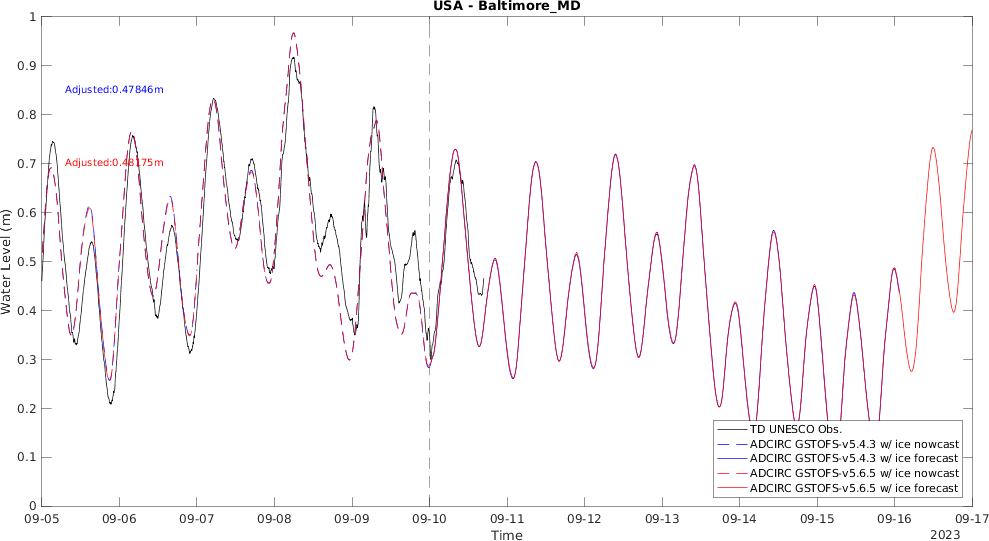 USA - Baltimore_MD
1
0.9
0.8
0.7
0.6
0.5
0.4
0.3
0.2
0.1
0
Water Level (m)
Adjusted:0.47846m
Adjusted:0.48175m
TD UNESCO Obs.
ADCIRC GSTOFS-v5.4.3 w/ ice nowcast
ADCIRC GSTOFS-v5.4.3 w/ ice forecast
ADCIRC GSTOFS-v5.6.5 w/ ice nowcast
ADCIRC GSTOFS-v5.6.5 w/ ice forecast
09-05 09-06 09-07 09-08 09-09 09-10 09-11 09-12 09-13 09-14 09-15 09-16 09-17
Time
2023